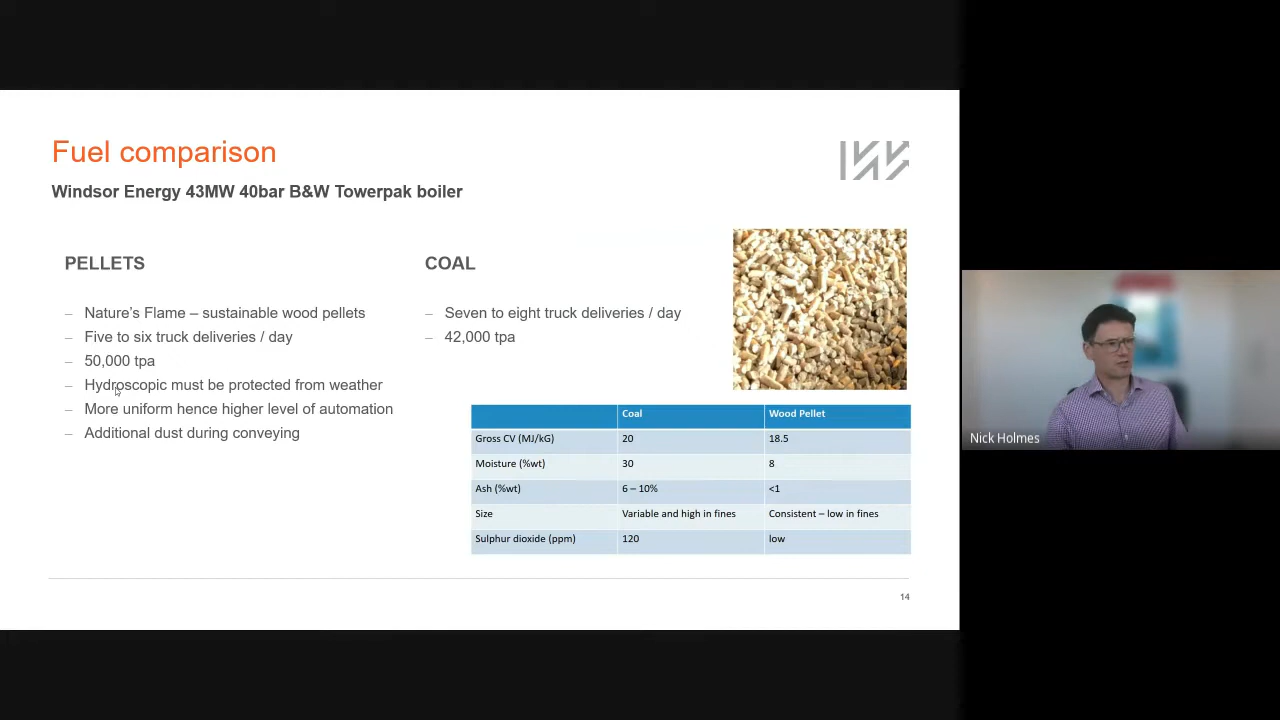 Fuel comparison
Windsor Energy 43MW 40bar B&W Towerpak boiler
PELLETS
– Nature's Flame – sustainable wood pellets
– Five to six truck deliveries / day
– 50,000 tpa
– Hydroscopic must be protected from weather
– More uniform hence higher level of automation
– Additional dust during conveying
COAL
– Seven to eight truck deliveries / day
– 42,000 tpa
Coal Wood Pellet
Gross CV (MJ/kG) 20 18.5
Moisture (%wt) 30 8
Ash (%wt) 6 – 10% <1
Size Variable and high in fines Consistent – low in fines
Sulphur dioxide (ppm) 120 low
14
Nick Holmes